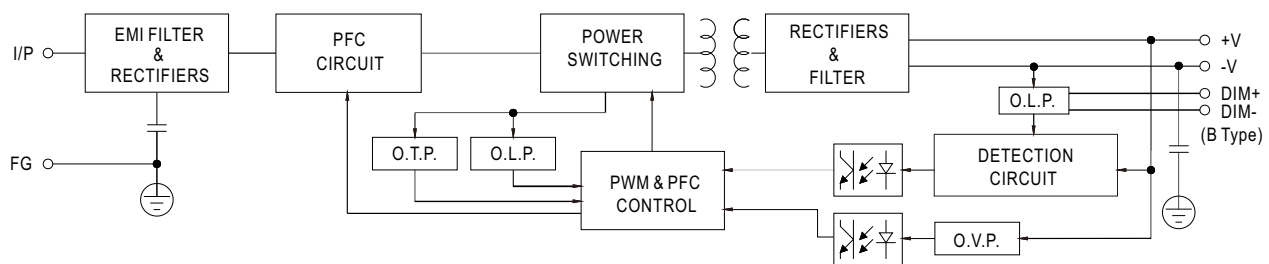 I/P
EMI FILTER
&
RECTIFIERS
PFC
CIRCUIT
POWER
SWITCHING
RECTIFIERS
&
FILTER
+V
-V
DIM+
DIM-
(B Type)
O.L.P.
FG
O.T.P.
O.L.P.
PWM & PFC
CONTROL
DETECTION
CIRCUIT
O.V.P.